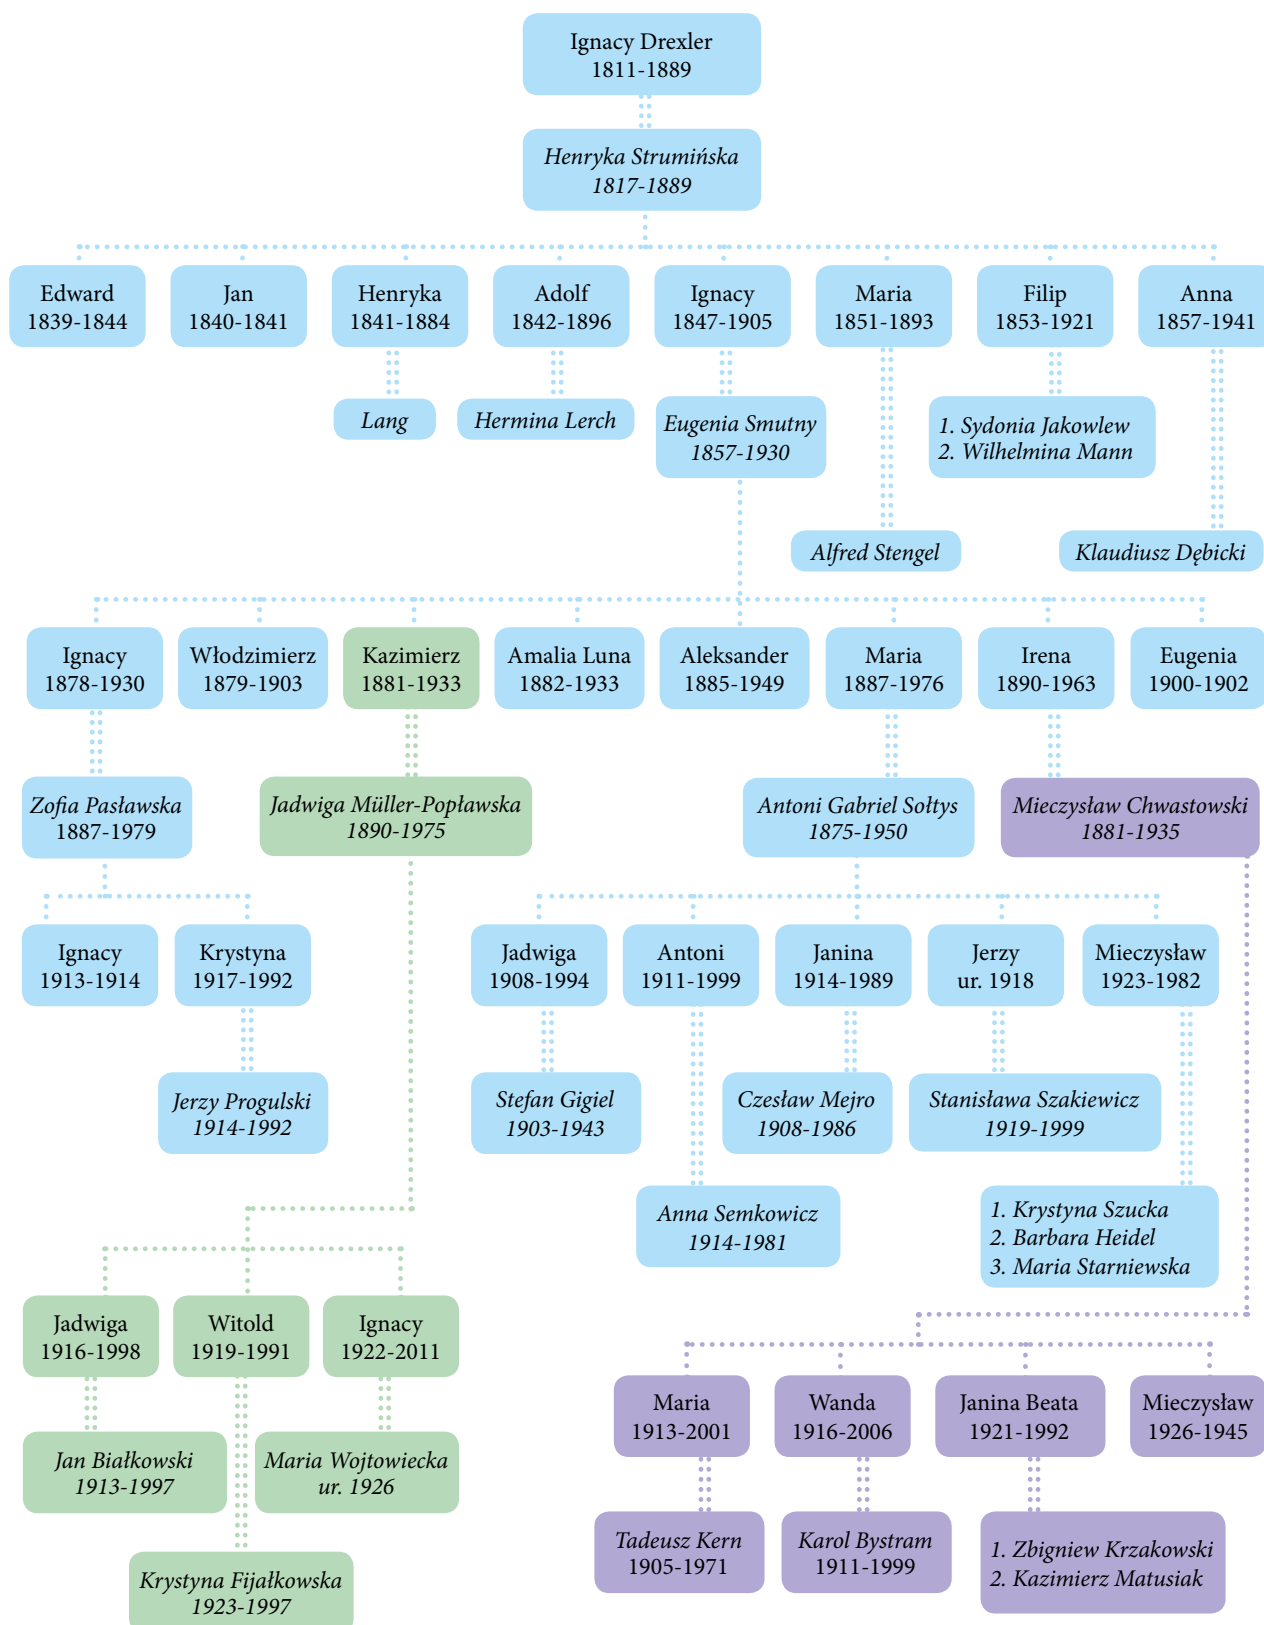 Ignacy Drexler
1811-1889
Henryka Strumińska
1817-1889
Edward
1839-1844
Jan
1840-1841
Henryka
1841-1884
Adolf
1842-1896
Ignacy
1847-1905
Maria
1851-1893
Filip
1853-1921
Anna
1857-1941
Lang
Hermina Lerch
Eugenia Smutny
1857-1930
1. Sydonia Jakowlew
2. Wilhelmina Mann
Alfred Stengel
Klaudiusz Dębicki
Ignacy
1878-1930
Włodzimierz
1879-1903
Kazimierz
1881-1933
Amalia Luna
1882-1933
Aleksander
1885-1949
Maria
1887-1976
Irena
1890-1963
Eugenia
1900-1902
Zofia Pasławska
1887-1979
Jadwiga Müller-Popławska
1890-1975
Antoni Gabriel Sołtys
1875-1950
Mieczysław Chwastowski
1881-1935
Ignacy
1913-1914
Krystyna
1917-1992
Jadwiga
1908-1994
Antoni
1911-1999
Janina
1914-1989
Jerzy
ur. 1918
Mieczysław
1923-1982
Jerzy Progulski
1914-1992
Stefan Gigiel
1903-1943
Czesław Mejro
1908-1986
Stanisława Szakiewicz
1919-1999
Anna Semkowicz
1914-1981
1. Krystyna Szucka
2. Barbara Heidel
3. Maria Starniewska
Jadwiga
1916-1998
Witold
1919-1991
Ignacy
1922-2011
Maria
1913-2001
Wanda
1916-2006
Janina Beata
1921-1992
Mieczysław
1926-1945
Jan Białkowski
1913-1997
Maria Wojtowiecka
ur. 1926
Tadeusz Kern
1905-1971
Karol Bystram
1911-1999
1. Zbigniew Krzakowski
2. Kazimierz Matusiak
Krystyna Fijałkowska
1923-1997